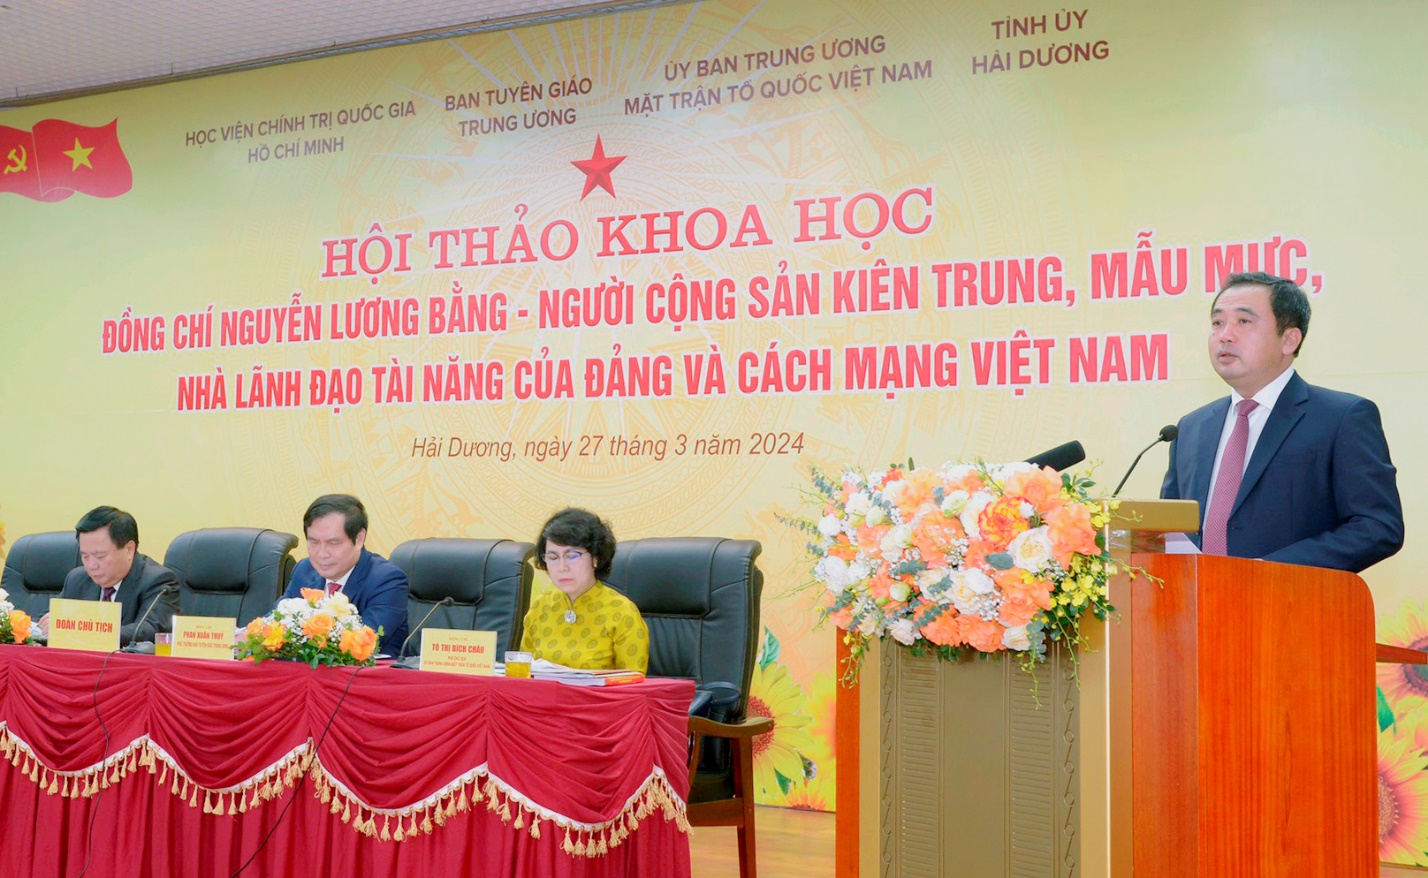 HỌC VIỆN CHÍNH TRỊ QUỐC GIA
HỒ CHÍ MINH
BAN TUYÊN GIÁO
TRUNG ƯƠNG
ỦY BAN TRUNG ƯƠNG
MẶT TRẬN TỔ QUỐC VIỆT NAM
TỈNH ỦY
HẢI DƯƠNG
HỘI THẢO KHOA HỌC
ĐỒNG CHÍ NGUYỄN LƯƠNG BẰNG - NGƯỜI CỘNG SẢN KIÊN TRUNG, MẪU MỰC,
NHÀ LÃNH ĐẠO TÀI NĂNG CỦA ĐẢNG VÀ CÁCH MẠNG VIỆT NAM
Hải Dương, ngày 27 tháng 3 năm 2024
ĐOÀN CHỦ TỊCH
PHAN XUÂN THUỶ
TÔ THỊ BÍCH CHÂU